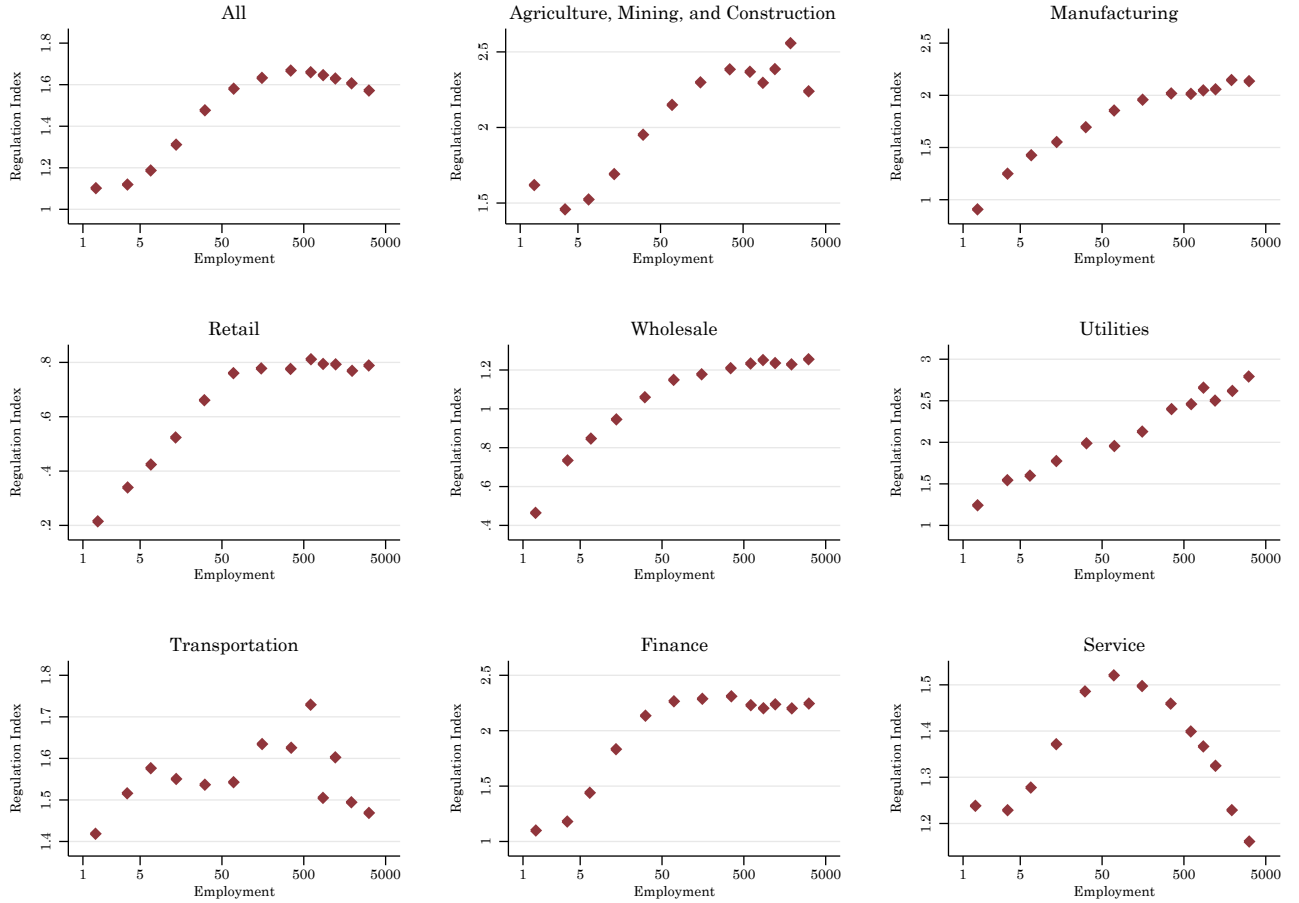 All
Regulation Index
1 1.2 1.4 1.6 1.8
1 5 50 500 5000
Employment
Agriculture, Mining, and Construction
Regulation Index
1.5 2 2.5
1 5 50 500 5000
Employment
Manufacturing
Regulation Index
1 1.5 2 2.5
1 5 50 500 5000
Employment
Retail
Regulation Index
.2 .4 .6 .8
1 5 50 500 5000
Employment
Wholesale
Regulation Index
.4 .6 .8 1 1.2
1 5 50 500 5000
Employment
Utilities
Regulation Index
1 1.5 2 2.5 3
1 5 50 500 5000
Employment
Transportation
Regulation Index
1.4 1.5 1.6 1.7 1.8
1 5 50 500 5000
Employment
Finance
Regulation Index
1 1.5 2 2.5
1 5 50 500 5000
Employment
Service
Regulation Index
1.2 1.3 1.4 1.5
1 5 50 500 5000
Employment